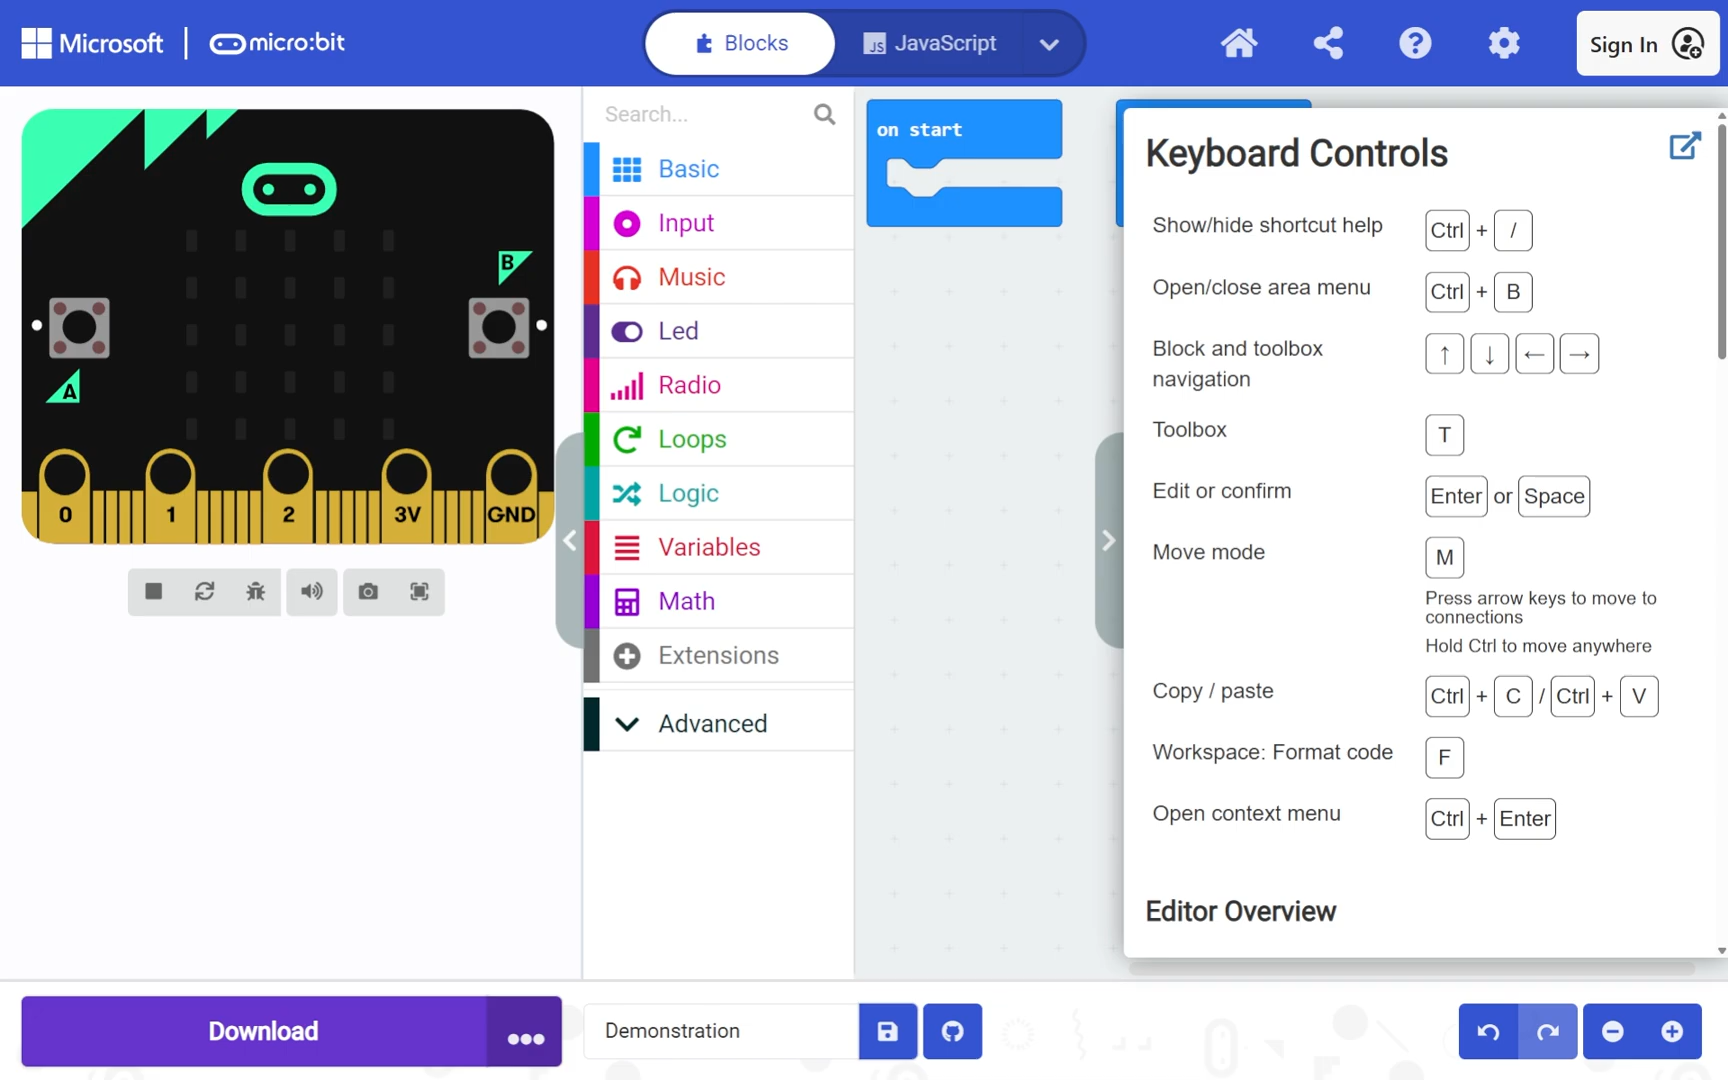 Microsoft
micro:bit
Blocks
JS JavaScript
Sign In
B
A
0 1 2 3V GND
Search...
Basic
Input
Music
Led
Radio
Loops
Logic
Variables
Math
Extensions
Advanced
on start
Keyboard Controls
Show/hide shortcut help Ctrl + /
Open/close area menu Ctrl + B
Block and toolbox navigation ↑ ↓ ← →
Toolbox T
Edit or confirm Enter or Space
Move mode M
Press arrow keys to move to
connections
Hold Ctrl to move anywhere
Copy / paste Ctrl + C / Ctrl + V
Workspace: Format code F
Open context menu Ctrl + Enter
Editor Overview
Download
Demonstration